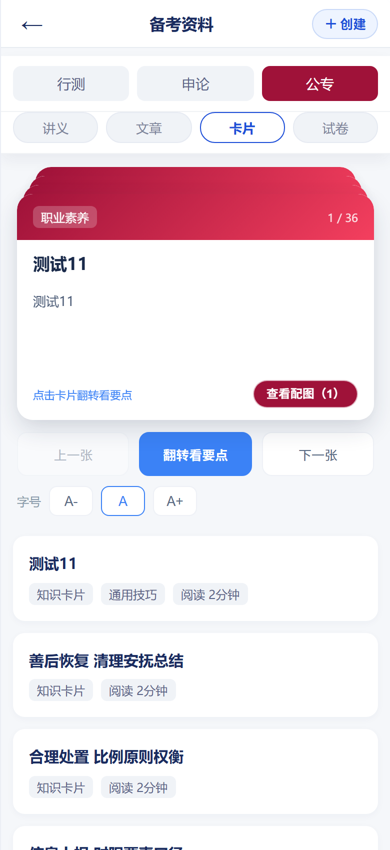 ← 备考资料 + 创建
行测 申论 公专
讲义 文章 卡片 试卷
职业素养 1 / 36
测试11
测试11
点击卡片翻转看要点 查看配图（1）
上一张 翻转看要点 下一张
字号 A- A A+
测试11
知识卡片 通用技巧 阅读 2分钟
善后恢复 清理安抚总结
知识卡片 阅读 2分钟
合理处置 比例原则权衡
知识卡片 阅读 2分钟